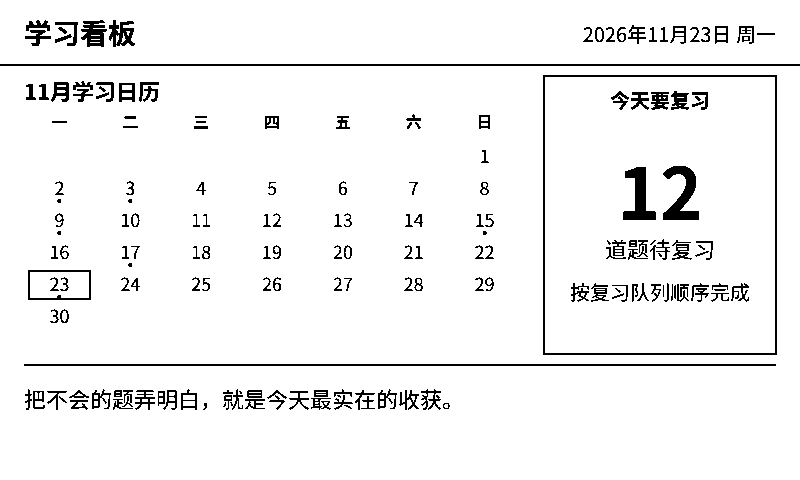 学习看板
2026年11月23日 周一
11月学习日历
一 二 三 四 五 六 日
1
2 3 4 5 6 7 8
9 10 11 12 13 14 15
16 17 18 19 20 21 22
23 24 25 26 27 28 29
30
今天要复习
12
道题待复习
按复习队列顺序完成
把不会的题弄明白，就是今天最实在的收获。